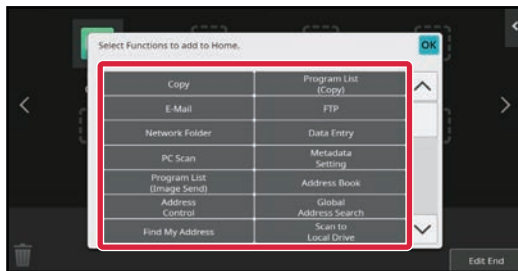 Select Functions to add to Home.
OK
Copy
Program List
(Copy)
E-Mail
FTP
Network Folder
Data Entry
PC Scan
Metadata
Setting
Program List
(Image Send)
Address Book
Address
Control
Global
Address Search
Find My Address
Scan to
Local Drive
Edit End